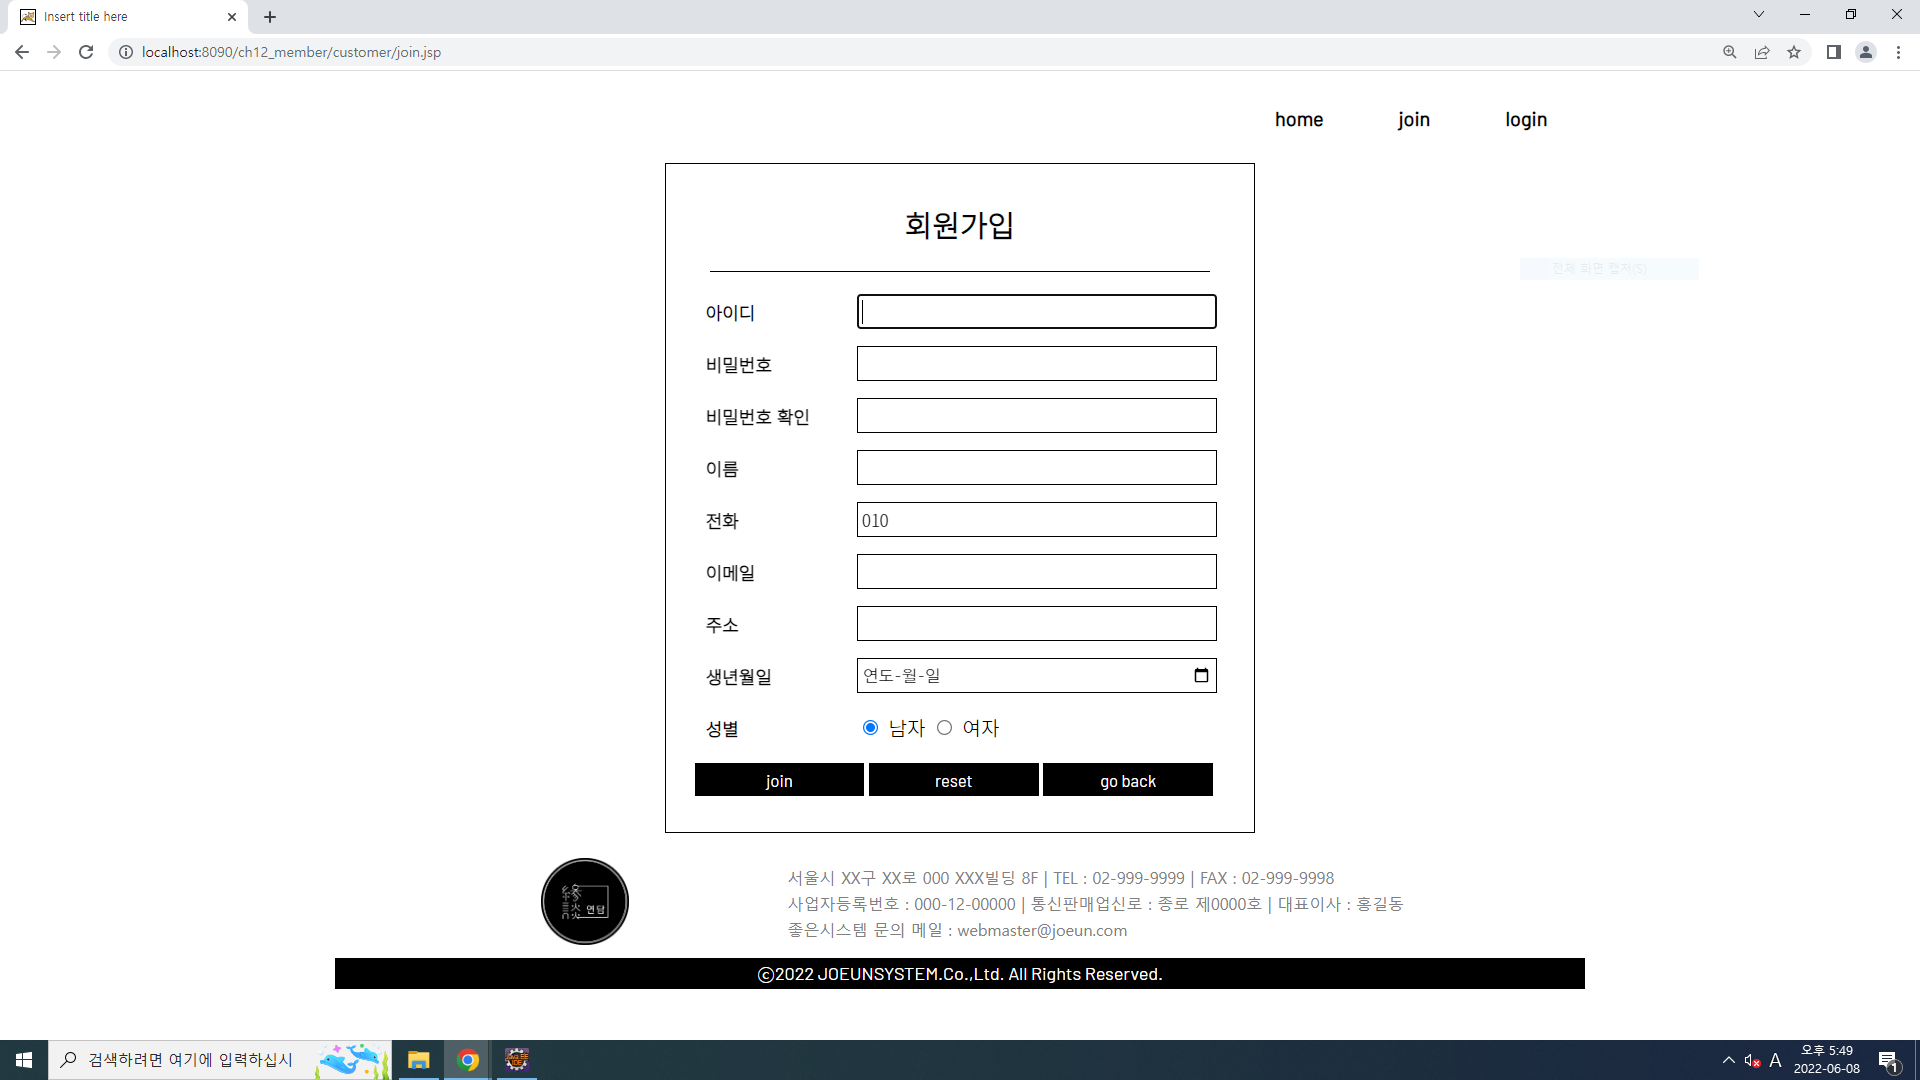 Insert title here
localhost:8090/ch12_member/customer/join.jsp
home join login
회원가입
전체 화면 캡처(S)
아이디
비밀번호
비밀번호 확인
이름
전화 010
이메일
주소
생년월일 연도-월-일
성별 남자 여자
join reset go back
연담
서울시 XX구 XX로 000 XXX빌딩 8F | TEL : 02-999-9999 | FAX : 02-999-9998
사업자등록번호 : 000-12-00000 | 통신판매업신로 : 종로 제0000호 | 대표이사 : 홍길동
좋은시스템 문의 메일 : webmaster@joeun.com
ⓒ2022 JOEUNSYSTEM.Co.,Ltd. All Rights Reserved.
검색하려면 여기에 입력하십시
A
오후 5:49
2022-06-08
1